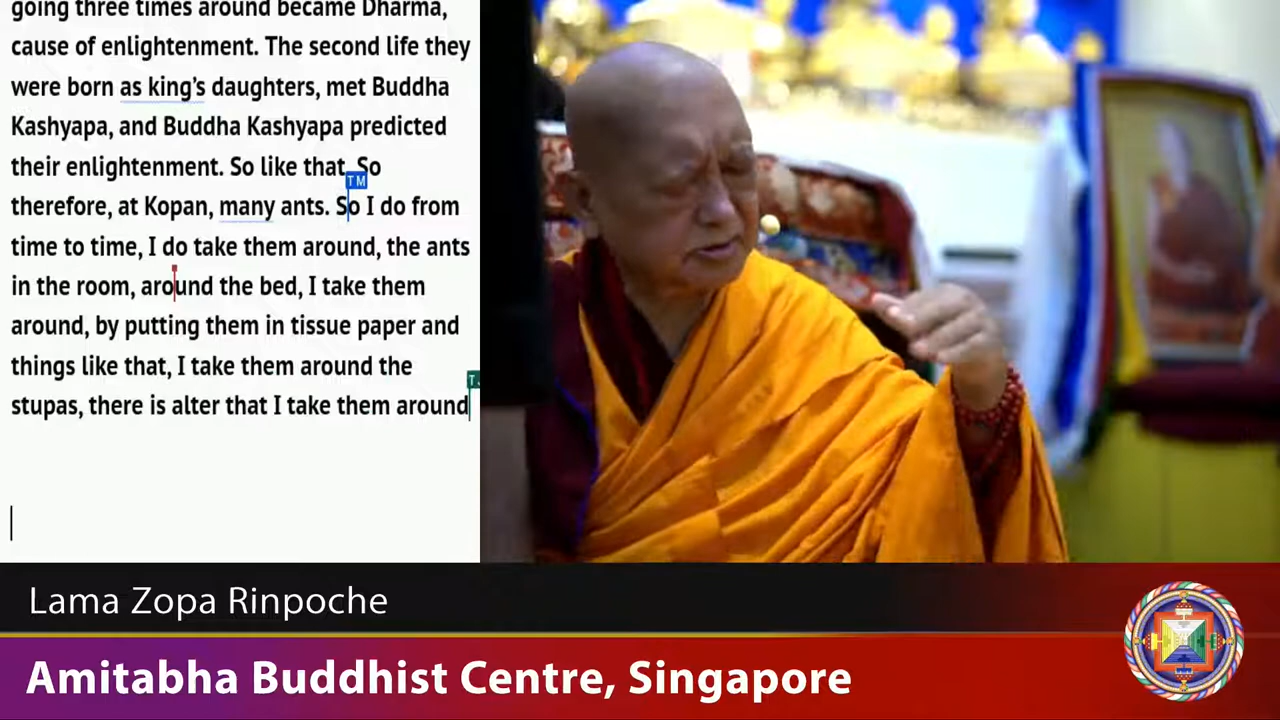 going three times around became Dharma,
cause of enlightenment. The second life they
were born as king's daughters, met Buddha
Kashyapa, and Buddha Kashyapa predicted
their enlightenment. So like that. So
TM
therefore, at Kopan, many ants. So I do from
time to time, I do take them around, the ants
in the room, around the bed, I take them
around, by putting them in tissue paper and
things like that, I take them around the
stupas, there is alter that I take them around
Lama Zopa Rinpoche
Amitabha Buddhist Centre, Singapore